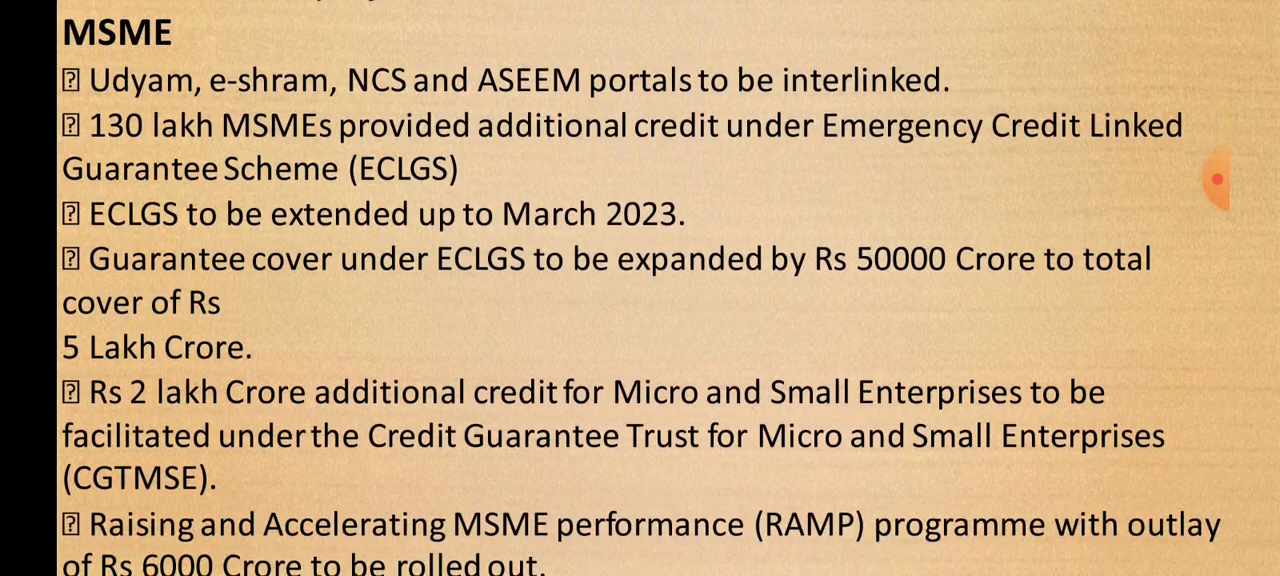 MSME
⍰ Udyam, e-shram, NCS and ASEEM portals to be interlinked.
⍰ 130 lakh MSMEs provided additional credit under Emergency Credit Linked
Guarantee Scheme (ECLGS)
⍰ ECLGS to be extended up to March 2023.
⍰ Guarantee cover under ECLGS to be expanded by Rs 50000 Crore to total
cover of Rs
5 Lakh Crore.
⍰ Rs 2 lakh Crore additional credit for Micro and Small Enterprises to be
facilitated under the Credit Guarantee Trust for Micro and Small Enterprises
(CGTMSE).
⍰ Raising and Accelerating MSME performance (RAMP) programme with outlay
of Rs 6000 Crore to be rolled out.